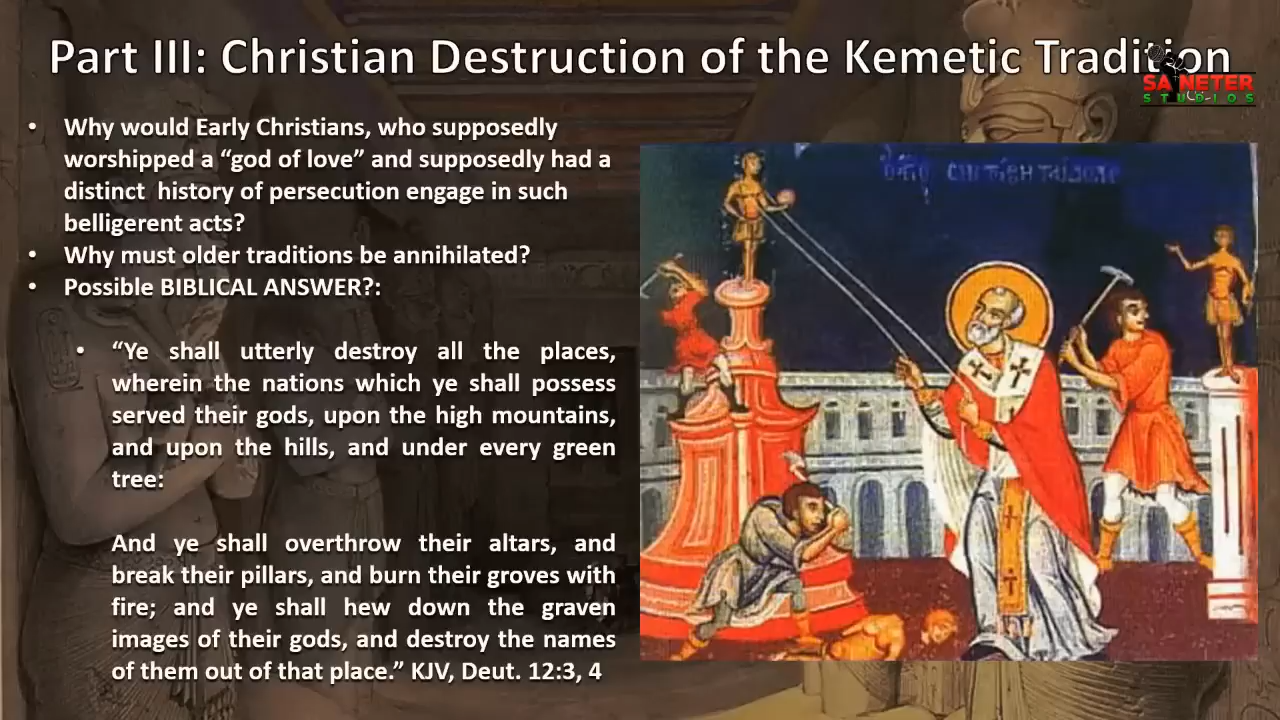 Part III: Christian Destruction of the Kemetic Tradition
SA NETER
STUDIOS
• Why would Early Christians, who supposedly
worshipped a “god of love” and supposedly had a
distinct history of persecution engage in such
belligerent acts?
• Why must older traditions be annihilated?
• Possible BIBLICAL ANSWER?:
• “Ye shall utterly destroy all the places,
wherein the nations which ye shall possess
served their gods, upon the high mountains,
and upon the hills, and under every green
tree:
And ye shall overthrow their altars, and
break their pillars, and burn their groves with
fire; and ye shall hew down the graven
images of their gods, and destroy the names
of them out of that place.” KJV, Deut. 12:3, 4